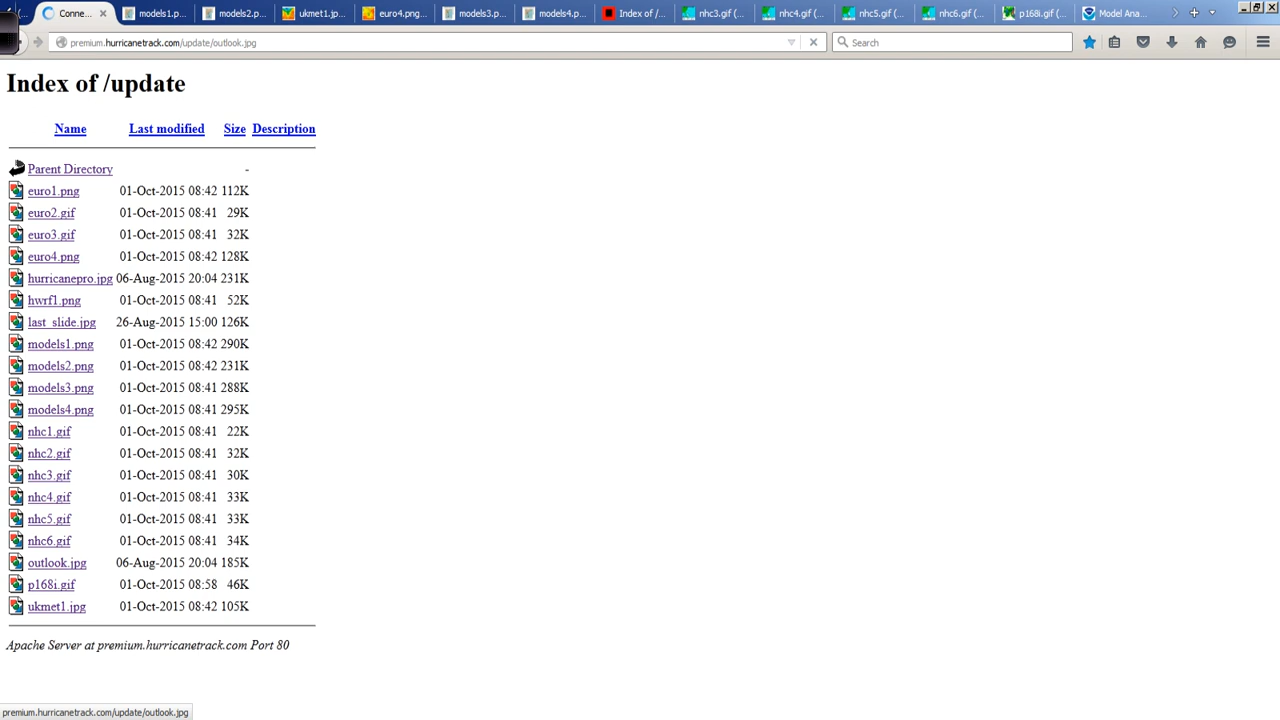 Conne...
models1.p...
models2.p...
ukmet1.jp...
euro4.png...
models3.p...
models4.p...
Index of /...
nhc3.gif (...
nhc4.gif (...
nhc5.gif (...
nhc6.gif (...
p168i.gif (...
Model Ana...
premium.hurricanetrack.com/update/outlook.jpg
Search
Index of /update
Name Last modified Size Description
Parent Directory -
euro1.png 01-Oct-2015 08:42 112K
euro2.gif 01-Oct-2015 08:41 29K
euro3.gif 01-Oct-2015 08:41 32K
euro4.png 01-Oct-2015 08:42 128K
hurricanepro.jpg 06-Aug-2015 20:04 231K
hwrf1.png 01-Oct-2015 08:41 52K
last_slide.jpg 26-Aug-2015 15:00 126K
models1.png 01-Oct-2015 08:42 290K
models2.png 01-Oct-2015 08:42 231K
models3.png 01-Oct-2015 08:41 288K
models4.png 01-Oct-2015 08:41 295K
nhc1.gif 01-Oct-2015 08:41 22K
nhc2.gif 01-Oct-2015 08:41 32K
nhc3.gif 01-Oct-2015 08:41 30K
nhc4.gif 01-Oct-2015 08:41 33K
nhc5.gif 01-Oct-2015 08:41 33K
nhc6.gif 01-Oct-2015 08:41 34K
outlook.jpg 06-Aug-2015 20:04 185K
p168i.gif 01-Oct-2015 08:58 46K
ukmet1.jpg 01-Oct-2015 08:42 105K
Apache Server at premium.hurricanetrack.com Port 80
premium.hurricanetrack.com/update/outlook.jpg